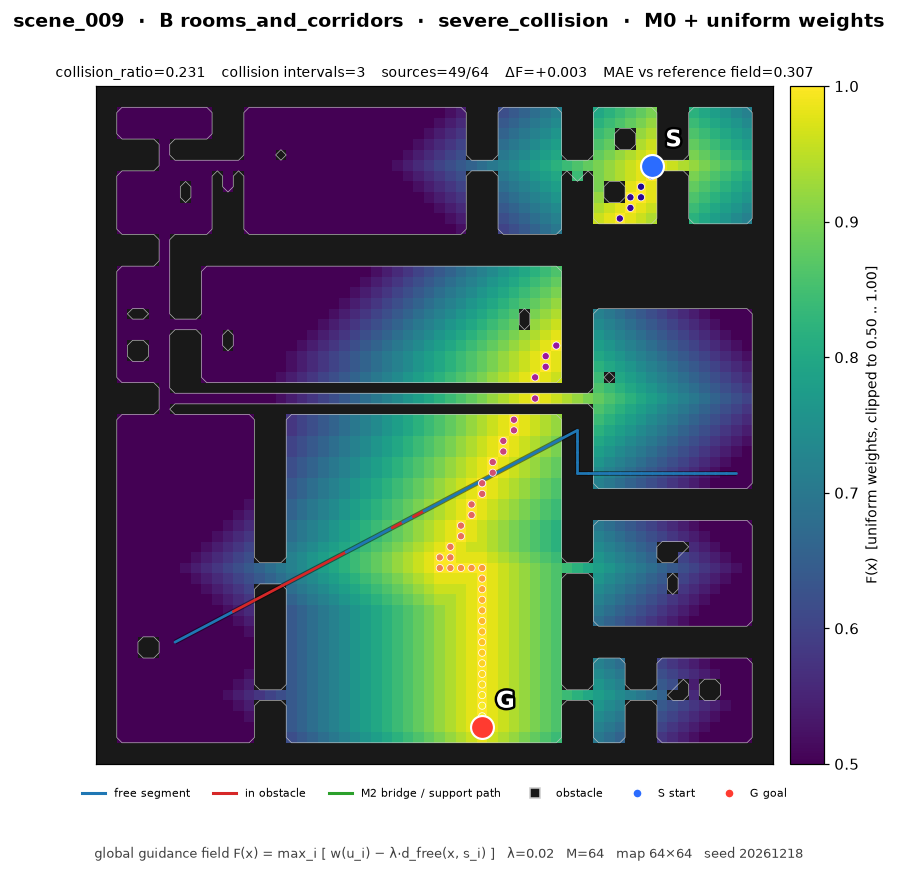 scene_009 · B rooms_and_corridors · severe_collision · M0 + uniform weights
collision_ratio=0.231 collision intervals=3 sources=49/64 ΔF=+0.003 MAE vs reference field=0.307
S
G
1.0
0.9
0.8
0.7
0.6
0.5
F(x) [uniform weights, clipped to 0.50 .. 1.00]
free segment
in obstacle
M2 bridge / support path
obstacle
S start
G goal
global guidance field F(x) = max_i [ w(u_i) − λ·d_free(x, s_i) ] λ=0.02 M=64 map 64×64 seed 20261218